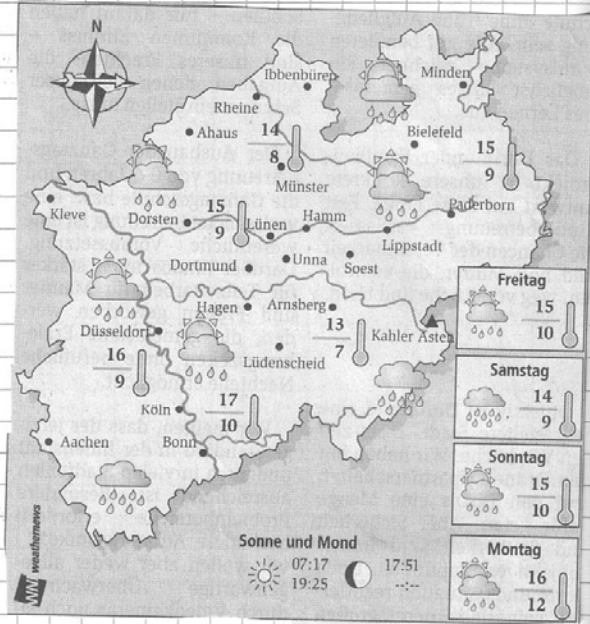 N
Ibbenbüren
Minden
Rheine
Ahaus
14
8
Bielefeld
15
9
Münster
Kleve
Dorsten
15
9
Lünen
Hamm
Paderborn
Lippstadt
Dortmund
Unna
Soest
Hagen
Arnsberg
13
7
Kahler Asten
Düsseldorf
16
9
Lüdenscheid
Köln
17
10
Aachen
Bonn
Freitag
15
10
Samstag
14
9
Sonntag
15
10
Montag
16
12
Sonne und Mond
07:17 17:51
19:25 -:-
weathernews